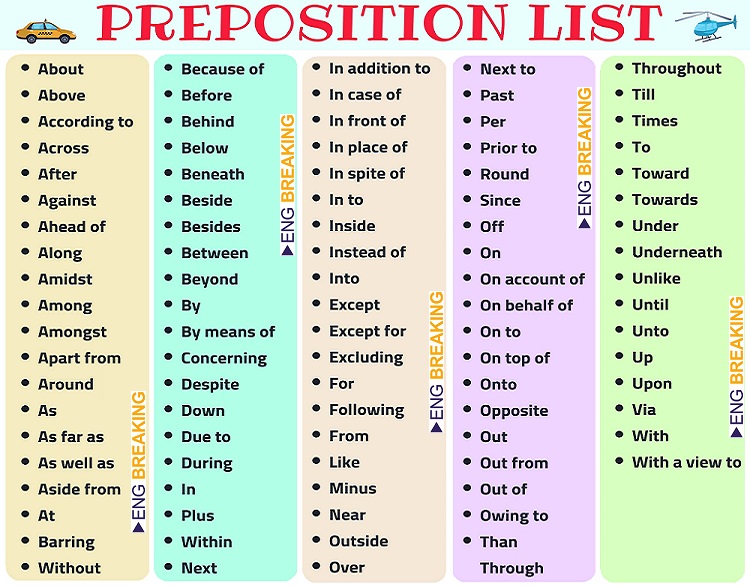 PREPOSITION LIST
• About
• Above
• According to
• Across
• After
• Against
• Ahead of
• Along
• Amidst
• Among
• Amongst
• Apart from
• Around
• As
• As far as
• As well as
• Aside from
• At
• Barring
• Without
ENG BREAKING
• Because of
• Before
• Behind
• Below
• Beneath
• Beside
• Besides
• Between
• Beyond
• By
• By means of
• Concerning
• Despite
• Down
• Due to
• During
• In
• Plus
• Within
• Next
ENG BREAKING
• In addition to
• In case of
• In front of
• In place of
• In spite of
• In to
• Inside
• Instead of
• Into
• Except
• Except for
• Excluding
• For
• Following
• From
• Like
• Minus
• Near
• Outside
• Over
ENG BREAKING
• Next to
• Past
• Per
• Prior to
• Round
• Since
• Off
• On
• On account of
• On behalf of
• On to
• On top of
• Onto
• Opposite
• Out
• Out from
• Out of
• Owing to
• Than
Through
ENG BREAKING
• Throughout
• Till
• Times
• To
• Toward
• Towards
• Under
• Underneath
• Unlike
• Until
• Unto
• Up
• Upon
• Via
• With
• With a view to
ENG BREAKING